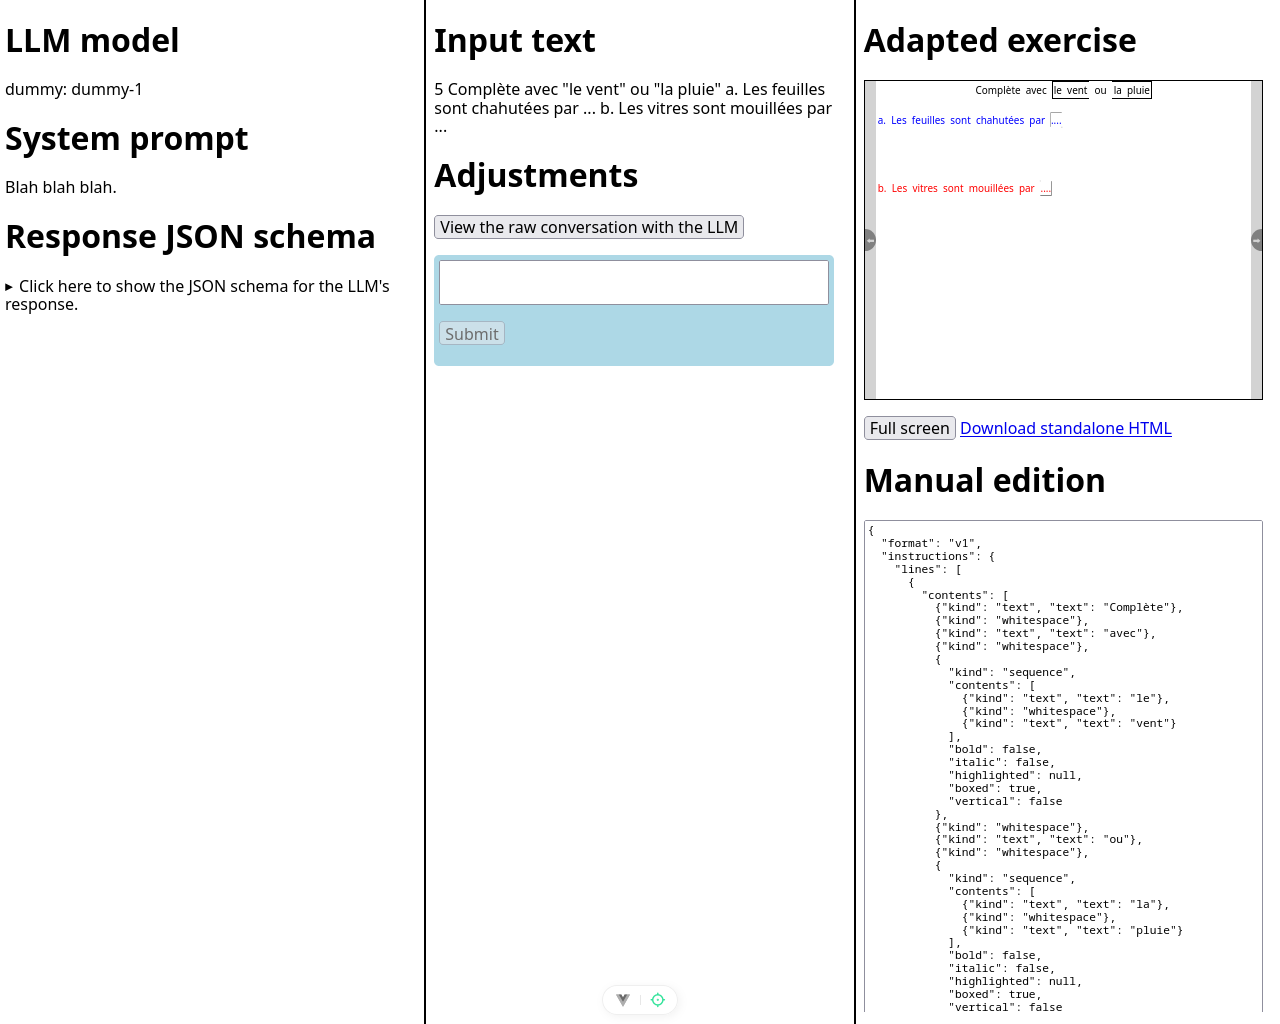 LLM model
dummy: dummy-1
System prompt
Blah blah blah.
Response JSON schema
▸ Click here to show the JSON schema for the LLM's
response.
Input text
5 Complète avec "le vent" ou "la pluie" a. Les feuilles
sont chahutées par ... b. Les vitres sont mouillées par
...
Adjustments
View the raw conversation with the LLM
Submit
Adapted exercise
Complète avec le vent ou la pluie
a. Les feuilles sont chahutées par ....
b. Les vitres sont mouillées par ....
Full screen Download standalone HTML
Manual edition
{
  "format": "v1",
  "instructions": {
    "lines": [
      {
        "contents": [
          {"kind": "text", "text": "Complète"},
          {"kind": "whitespace"},
          {"kind": "text", "text": "avec"},
          {"kind": "whitespace"},
          {
            "kind": "sequence",
            "contents": [
              {"kind": "text", "text": "le"},
              {"kind": "whitespace"},
              {"kind": "text", "text": "vent"}
            ],
            "bold": false,
            "italic": false,
            "highlighted": null,
            "boxed": true,
            "vertical": false
          },
          {"kind": "whitespace"},
          {"kind": "text", "text": "ou"},
          {"kind": "whitespace"},
          {
            "kind": "sequence",
            "contents": [
              {"kind": "text", "text": "la"},
              {"kind": "whitespace"},
              {"kind": "text", "text": "pluie"}
            ],
            "bold": false,
            "italic": false,
            "highlighted": null,
            "boxed": true,
            "vertical": false